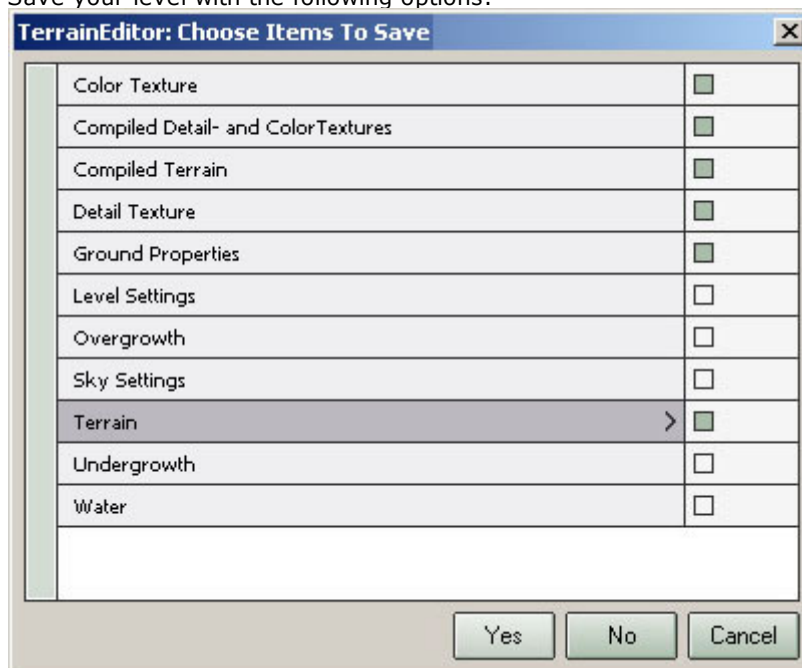 Save your level with the following options:
TerrainEditor: Choose Items To Save
Color Texture
Compiled Detail- and ColorTextures
Compiled Terrain
Detail Texture
Ground Properties
Level Settings
Overgrowth
Sky Settings
Terrain >
Undergrowth
Water
Yes No Cancel